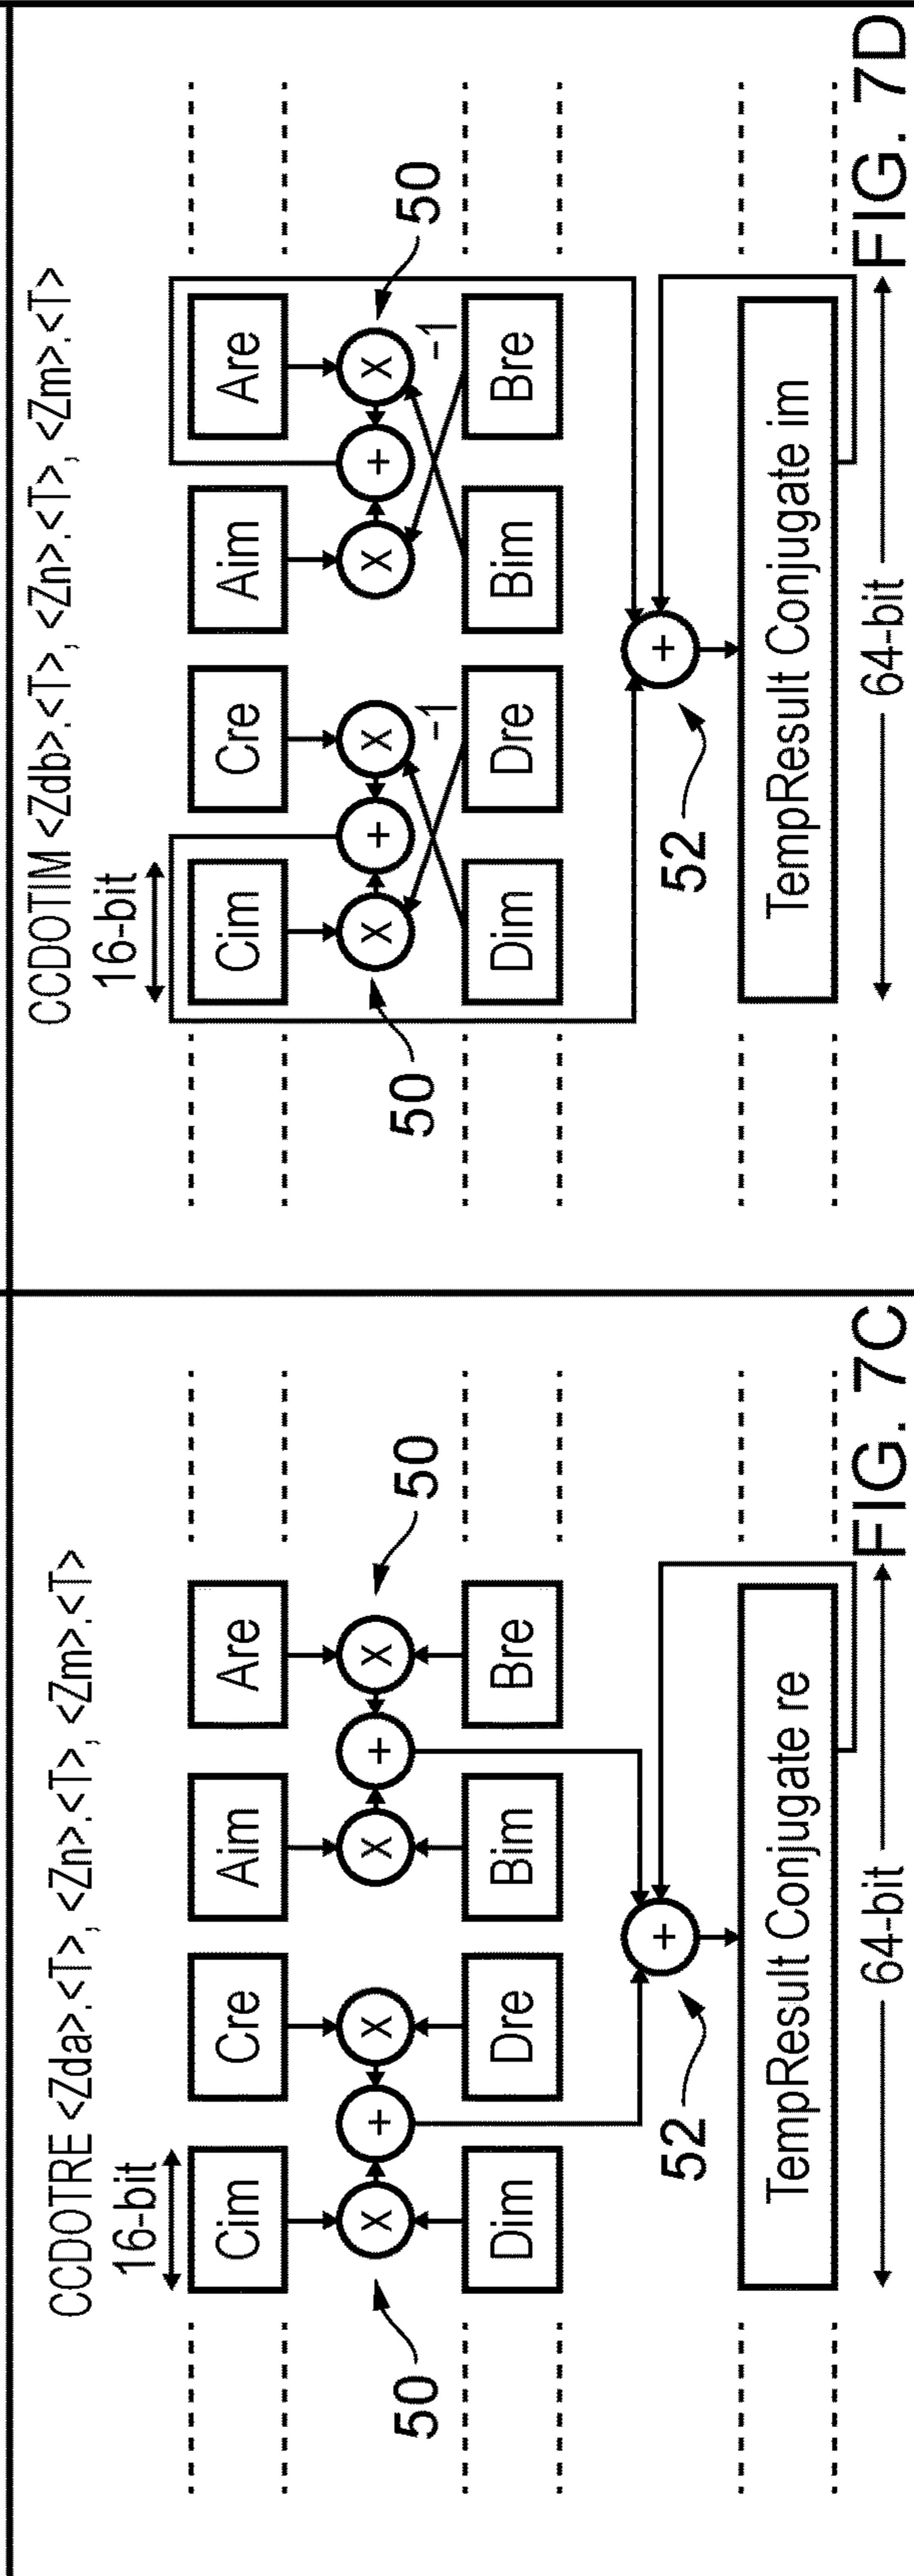 CCDOTRE <Zda>.<T>, <Zn>.<T>, <Zm>.<T>
16-bit
Cim Cre Aim Are
50 X + X X + X 50
Dim Dre Bim Bre
52 +
TempResult Conjugate re
64-bit
FIG. 7C
CCDOTIM <Zdb>.<T>, <Zn>.<T>, <Zm>.<T>
16-bit
Cim Cre Aim Are
50 X + X X + X 50
-1 -1
Dim Dre Bim Bre
52 +
TempResult Conjugate im
64-bit
FIG. 7D